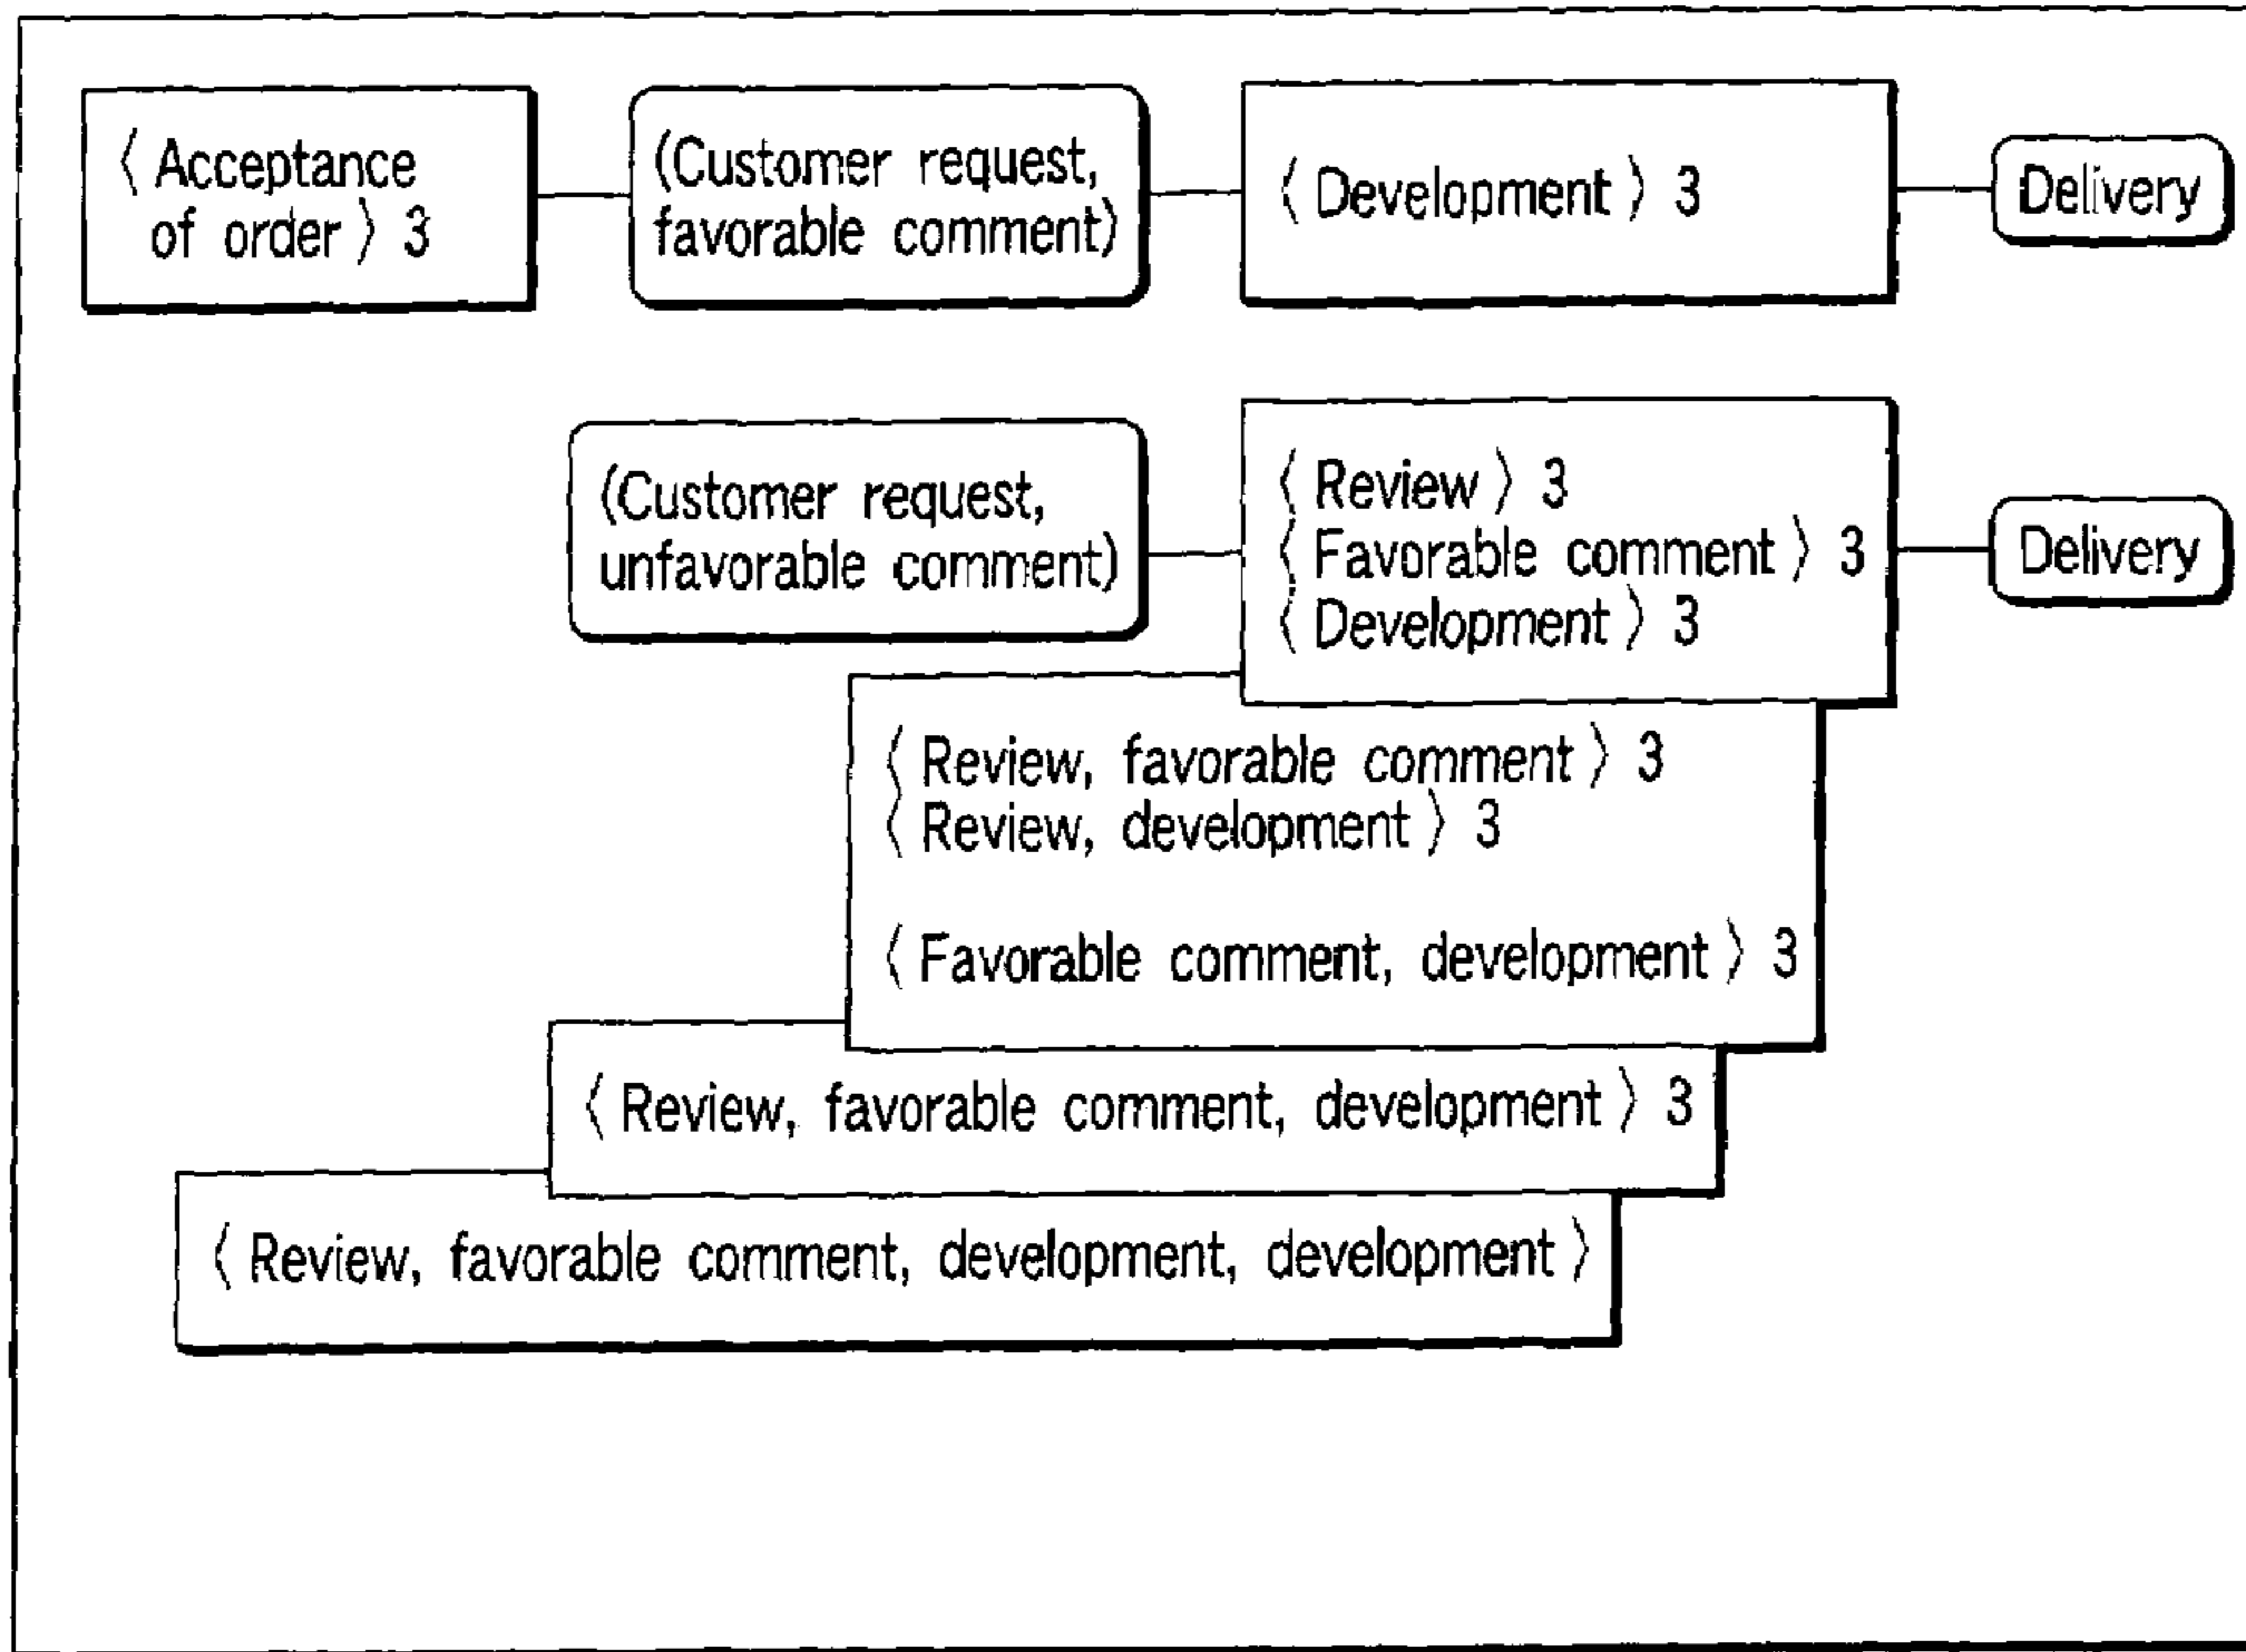 〈 Acceptance
of order 〉 3
(Customer request,
favorable comment)
〈 Development 〉 3
Delivery
(Customer request,
unfavorable comment)
〈 Review 〉 3
〈 Favorable comment 〉 3
〈 Development 〉 3
Delivery
〈 Review, favorable comment 〉 3
〈 Review, development 〉 3
〈 Favorable comment, development 〉 3
〈 Review, favorable comment, development 〉 3
〈 Review, favorable comment, development, development 〉